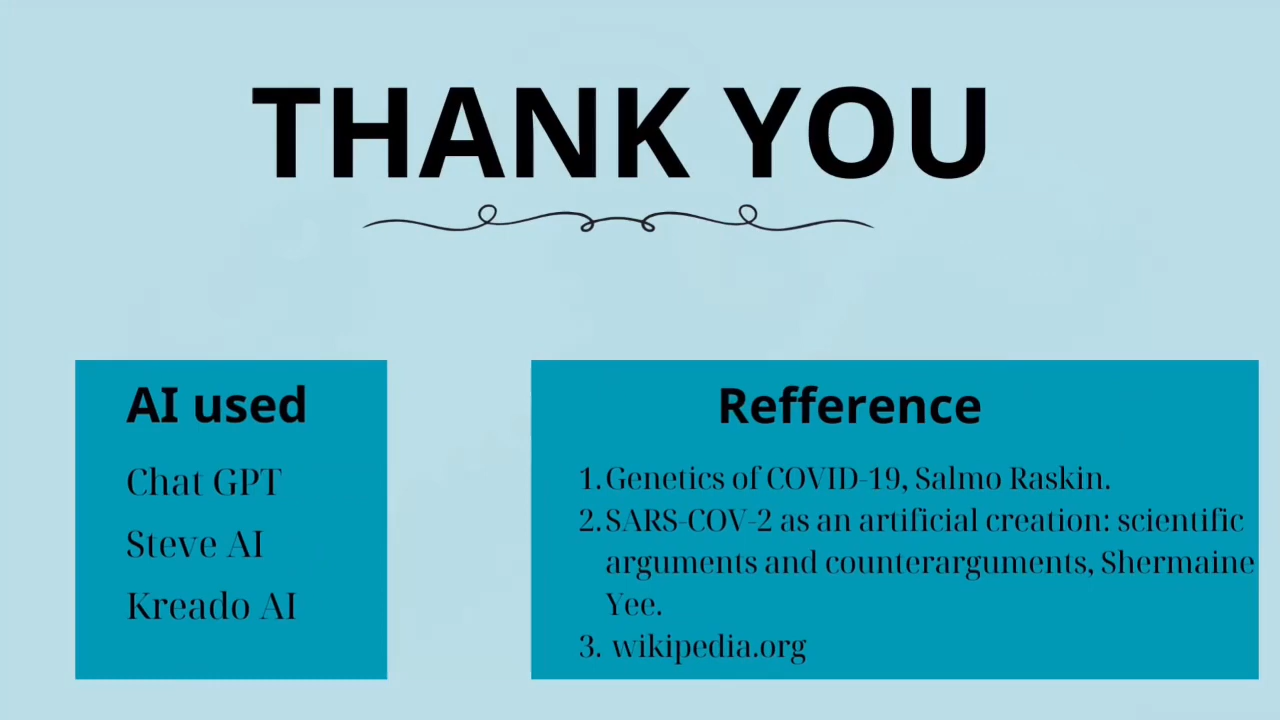 THANK YOU
AI used
Chat GPT
Steve AI
Kreado AI
Refference
1. Genetics of COVID-19, Salmo Raskin.
2. SARS-COV-2 as an artificial creation: scientific
arguments and counterarguments, Shermaine
Yee.
3. wikipedia.org